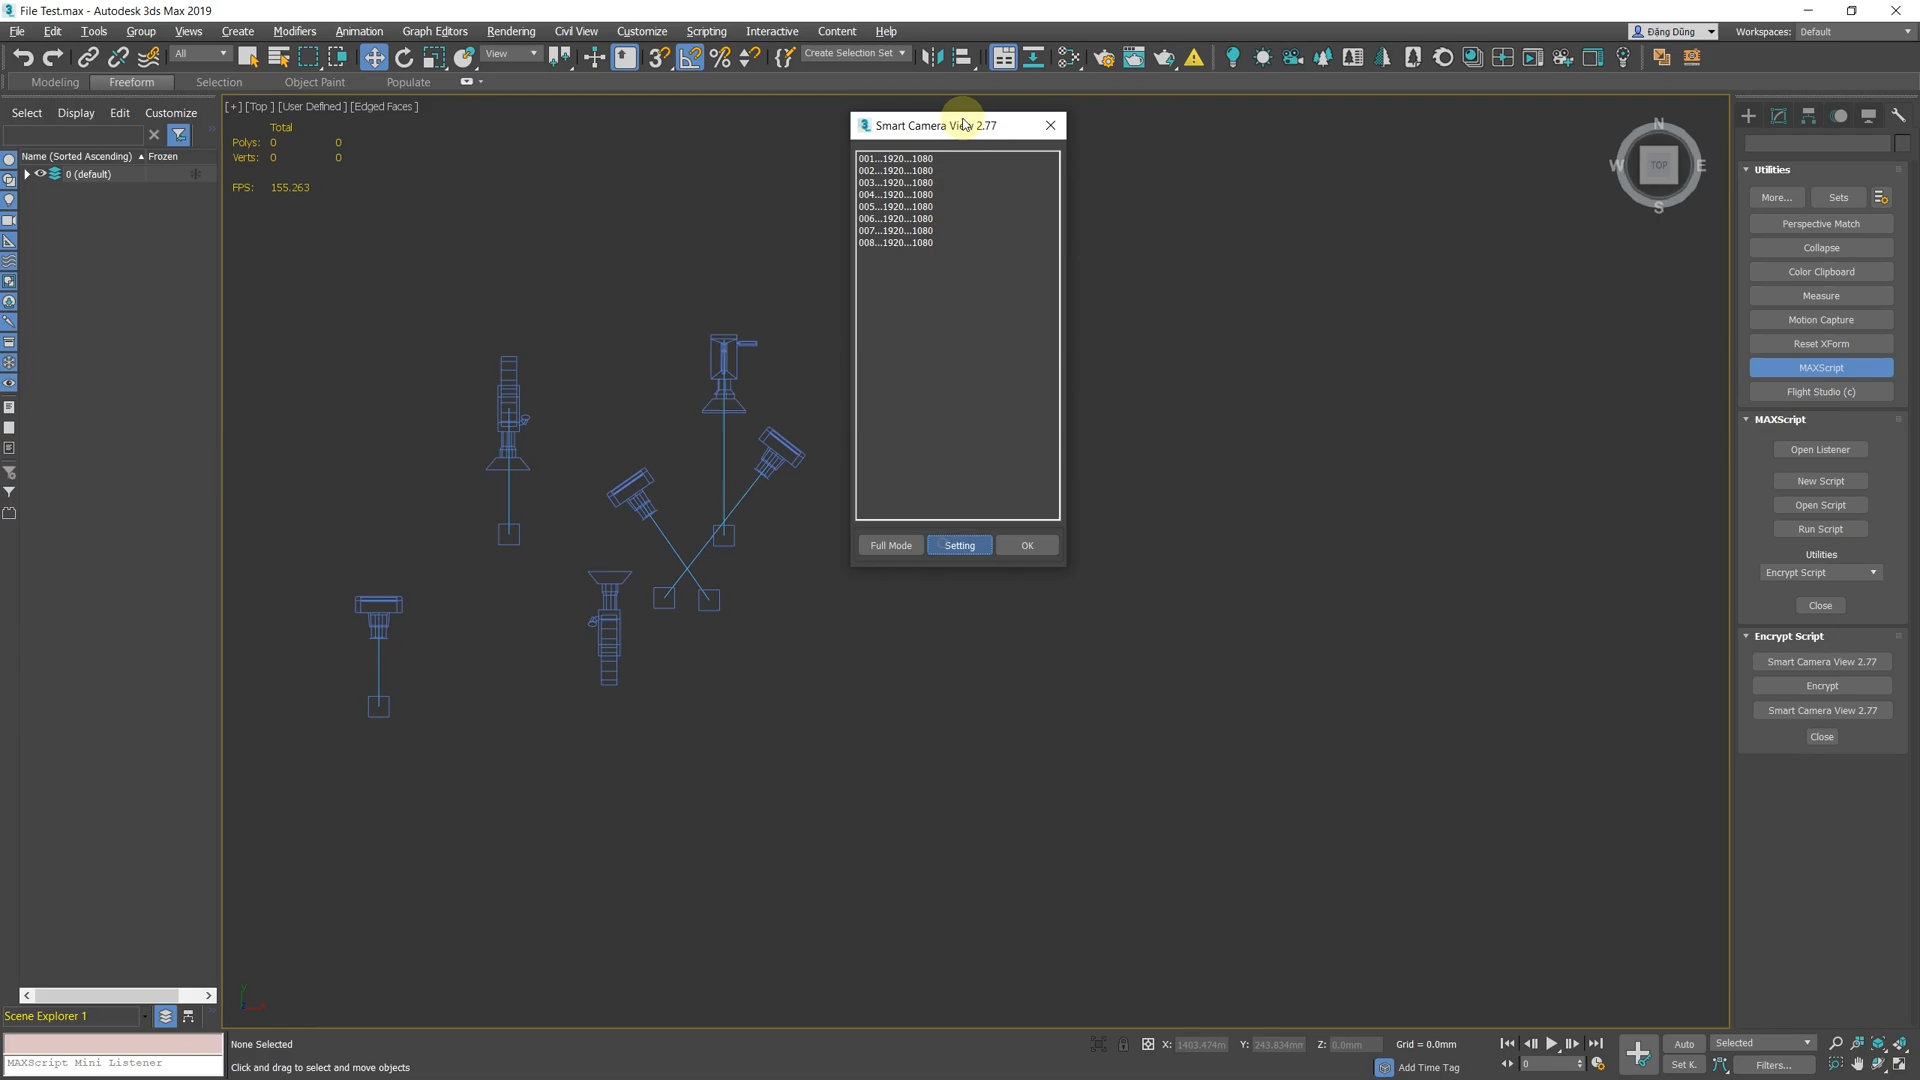 File Test.max - Autodesk 3ds Max 2019
File Edit Tools Group Views Create Modifiers Animation Graph Editors Rendering Civil View Customize Scripting Interactive Content Help
Đặng Dũng
Workspaces: Default
All
View
Create Selection Set
Modeling Freeform Selection Object Paint Populate
Select Display Edit Customize
Name (Sorted Ascending) Frozen
0 (default)
[+] [Top ] [User Defined ] [Edged Faces ]
Total
Polys: 0 0
Verts: 0 0
FPS: 155.263
Smart Camera View 2.77
001...1920...1080
002...1920...1080
003...1920...1080
004...1920...1080
005...1920...1080
006...1920...1080
007...1920...1080
008...1920...1080
Full Mode Setting OK
N
W TOP E
S
Utilities
More... Sets
Perspective Match
Collapse
Color Clipboard
Measure
Motion Capture
Reset XForm
MAXScript
Flight Studio (c)
MAXScript
Open Listener
New Script
Open Script
Run Script
Utilities
Encrypt Script
Close
Encrypt Script
Smart Camera View 2.77
Encrypt
Smart Camera View 2.77
Close
Scene Explorer 1
MAXScript Mini Listener
None Selected
Click and drag to select and move objects
X: 1403.474m Y: 243.834mm Z: 0.0mm Grid = 0.0mm
Add Time Tag
0
Auto Selected
Set K. Filters...